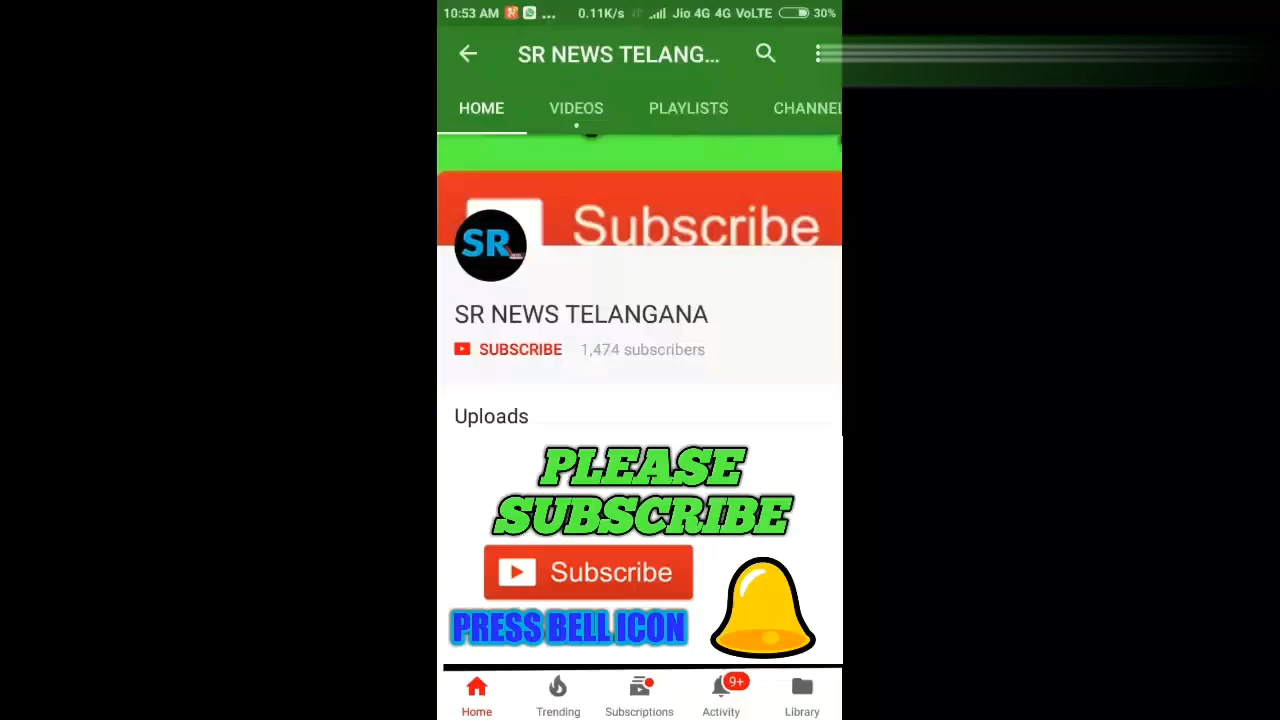 10:53 AM ... 0.11K/s Jio 4G 4G VoLTE 30%
SR NEWS TELANG...
HOME VIDEOS PLAYLISTS CHANNEL
Subscribe
SR
SR NEWS TELANGANA
SUBSCRIBE 1,474 subscribers
Uploads
PLEASE
SUBSCRIBE
Subscribe
PRESS BELL ICON
9+
Home Trending Subscriptions Activity Library